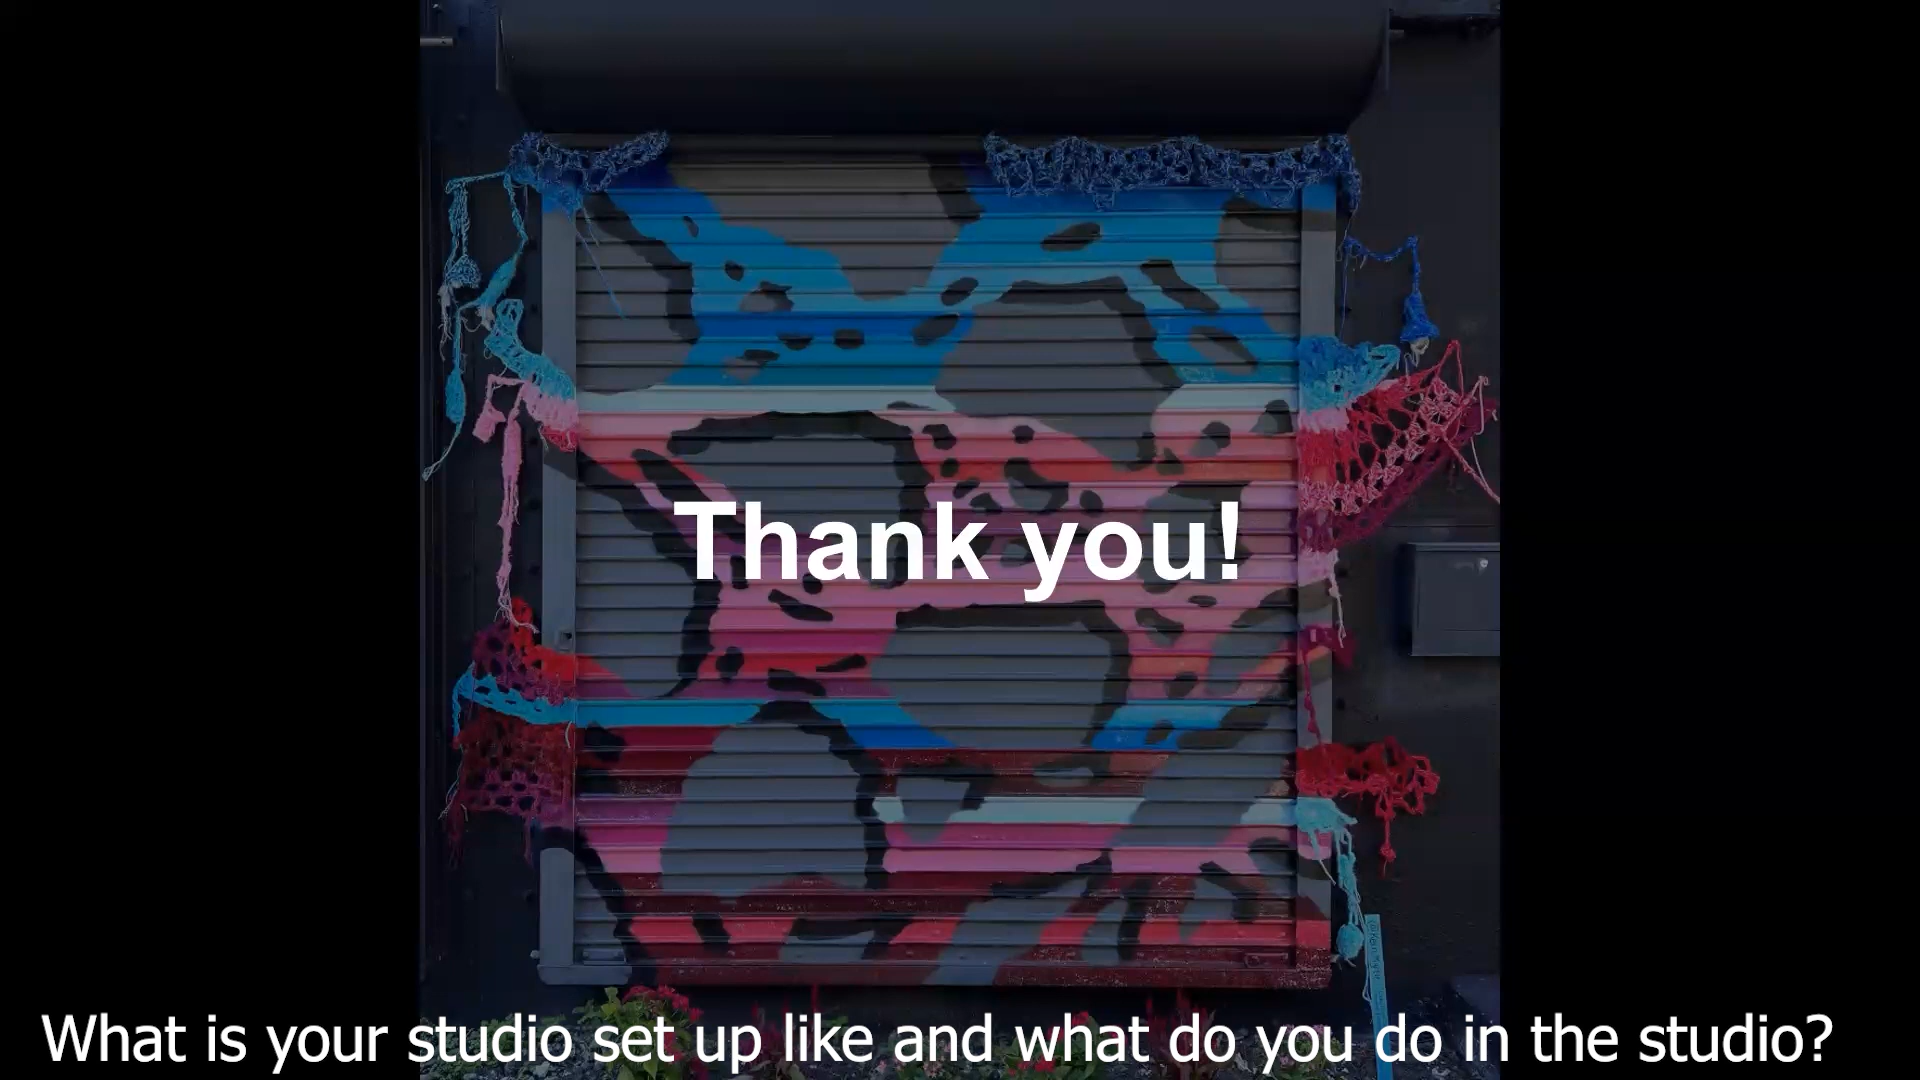 Thank you!
What is your studio set up like and what do you do in the studio?